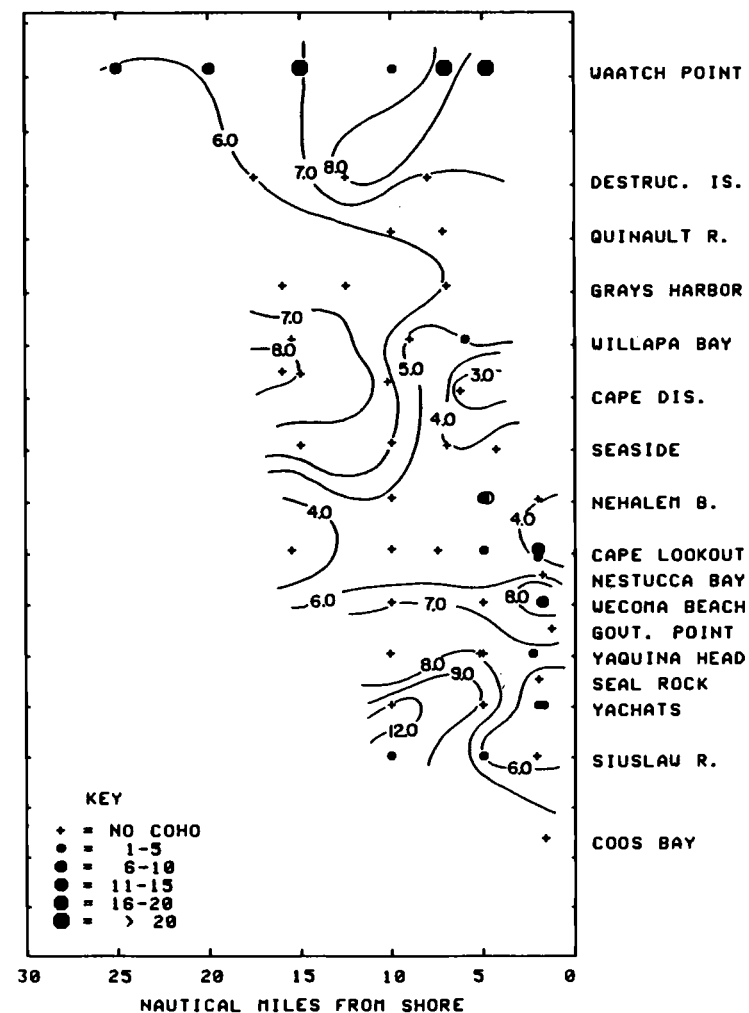 WAATCH POINT
6.0
7.0
8.0
DESTRUC. IS.
QUINAULT R.
GRAYS HARBOR
7.0
WILLAPA BAY
8.0
5.0
3.0
CAPE DIS.
4.0
SEASIDE
NEHALEM B.
4.0
4.0
CAPE LOOKOUT
NESTUCCA BAY
6.0
7.0
8.0
WECOMA BEACH
GOVT. POINT
YAQUINA HEAD
8.0
9.0
SEAL ROCK
YACHATS
12.0
SIUSLAW R.
6.0
KEY
+ = NO COHO
● = 1-5
● = 6-10
● = 11-15
● = 16-20
● = > 20
COOS BAY
30 25 20 15 10 5 0
NAUTICAL MILES FROM SHORE